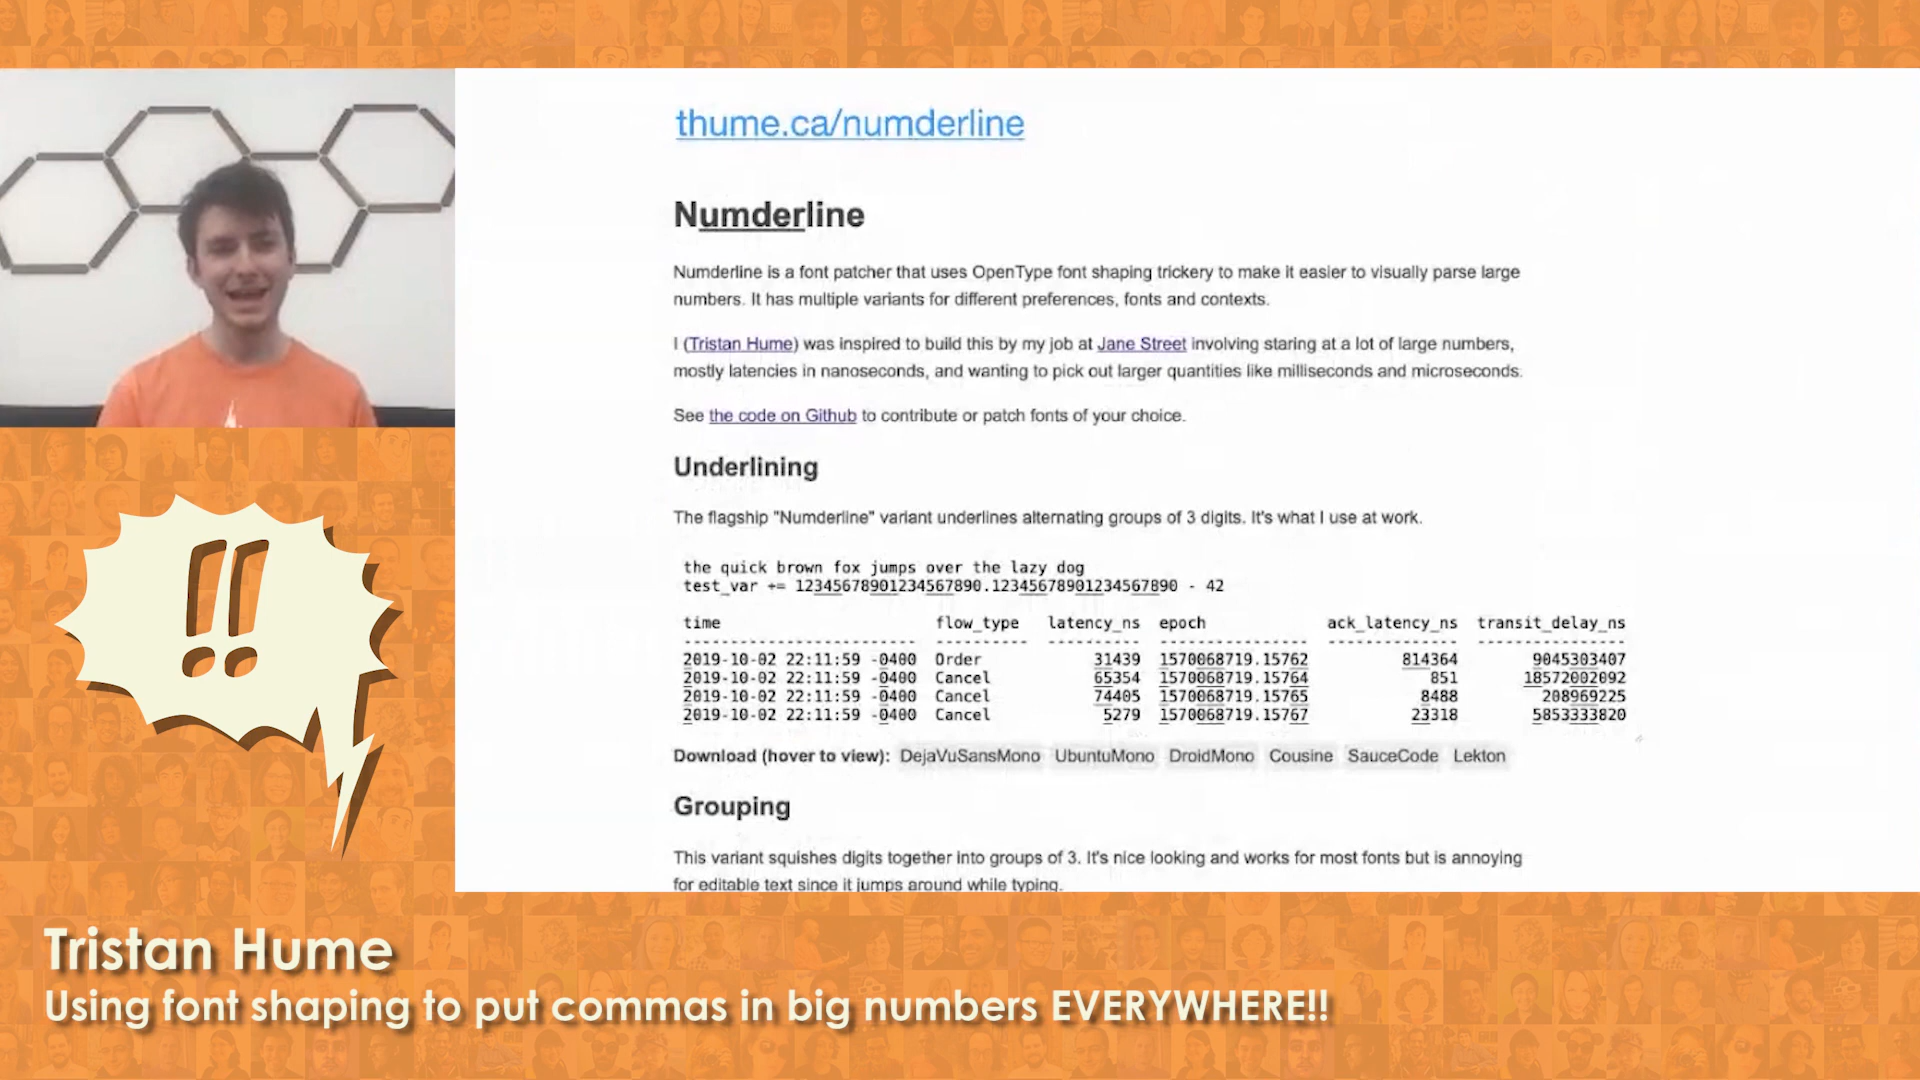 thume.ca/numderline
Numderline
Numderline is a font patcher that uses OpenType font shaping trickery to make it easier to visually parse large
numbers. It has multiple variants for different preferences, fonts and contexts.
I (Tristan Hume) was inspired to build this by my job at Jane Street involving staring at a lot of large numbers,
mostly latencies in nanoseconds, and wanting to pick out larger quantities like milliseconds and microseconds.
See the code on Github to contribute or patch fonts of your choice.
Underlining
The flagship "Numderline" variant underlines alternating groups of 3 digits. It's what I use at work.
the quick brown fox jumps over the lazy dog
test_var += 12345678901234567890.12345678901234567890 - 42
time flow_type latency_ns epoch ack_latency_ns transit_delay_ns
------------------------- ---------- ---------- ---------------- -------------- ----------------
2019-10-02 22:11:59 -0400 Order 31439 1570068719.15762 814364 9045303407
2019-10-02 22:11:59 -0400 Cancel 65354 1570068719.15764 851 18572002092
2019-10-02 22:11:59 -0400 Cancel 74405 1570068719.15765 8488 208969225
2019-10-02 22:11:59 -0400 Cancel 5279 1570068719.15767 23318 5853333820
Download (hover to view): DejaVuSansMono UbuntuMono DroidMono Cousine SauceCode Lekton
Grouping
This variant squishes digits together into groups of 3. It's nice looking and works for most fonts but is annoying
for editable text since it jumps around while typing.
!!
Tristan Hume
Using font shaping to put commas in big numbers EVERYWHERE!!